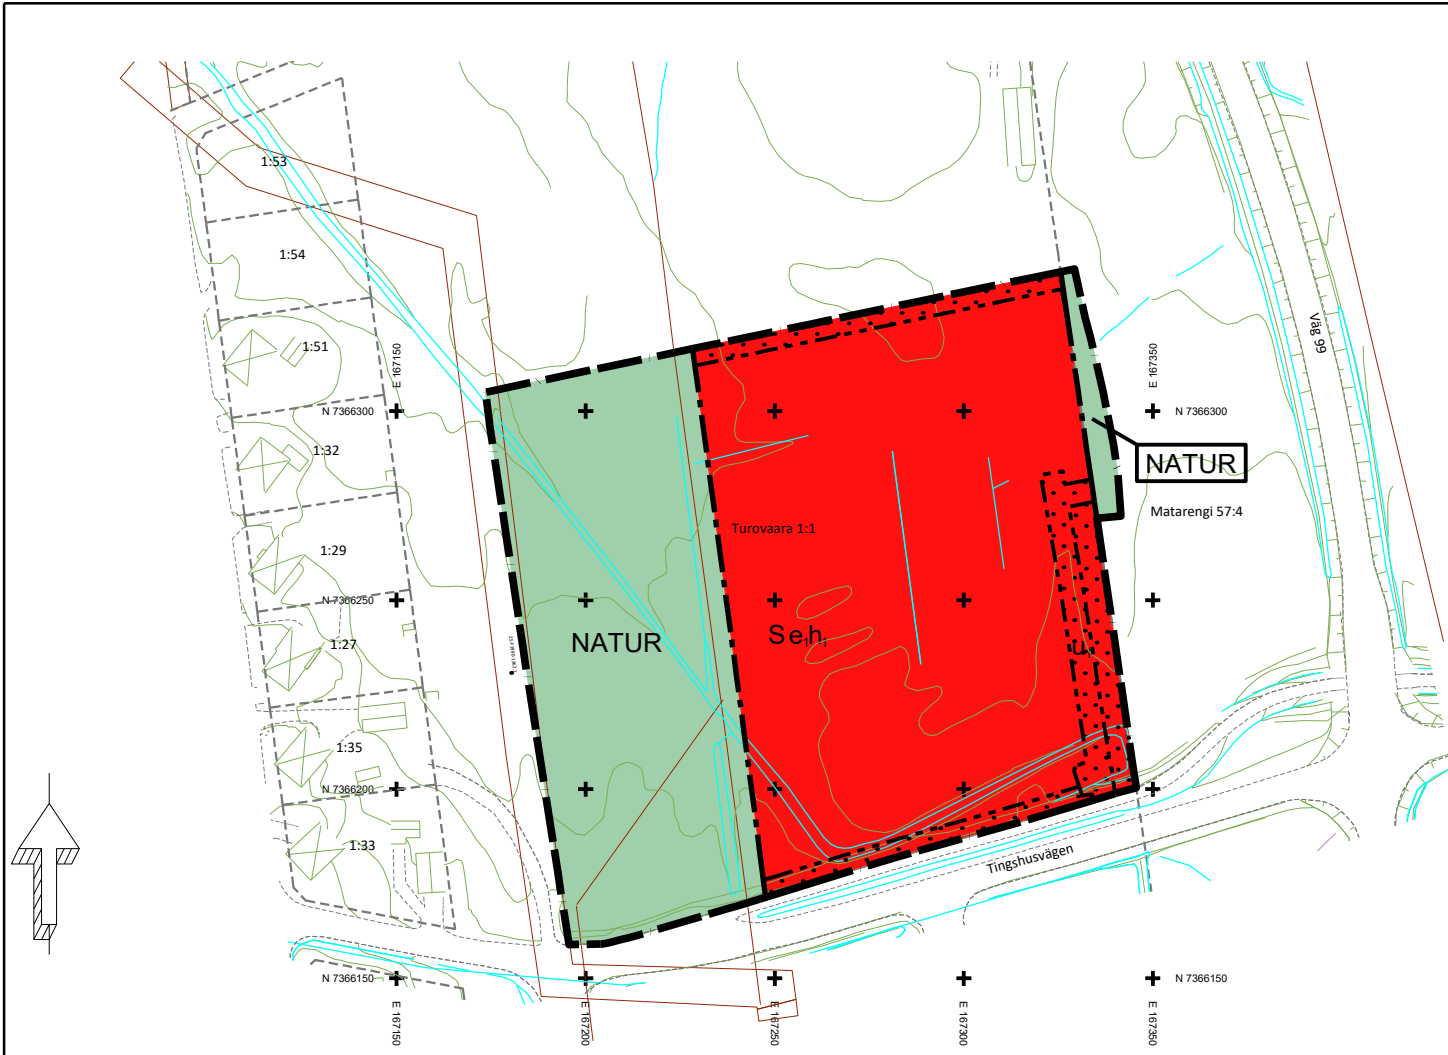 1:53
1:54
1:51
Väg 99
E 167150
E 167350
N 7366300
N 7366300
1:32
NATUR
Matarengi 57:4
Turovaara 1:1
1:29
N 7366250
NATUR
Se₁h₁
u₁
1:27
1:35
N 7366200
1:33
Tingshusvägen
N 7366150
N 7366150
E 167150
E 167200
E 167250
E 167300
E 167350